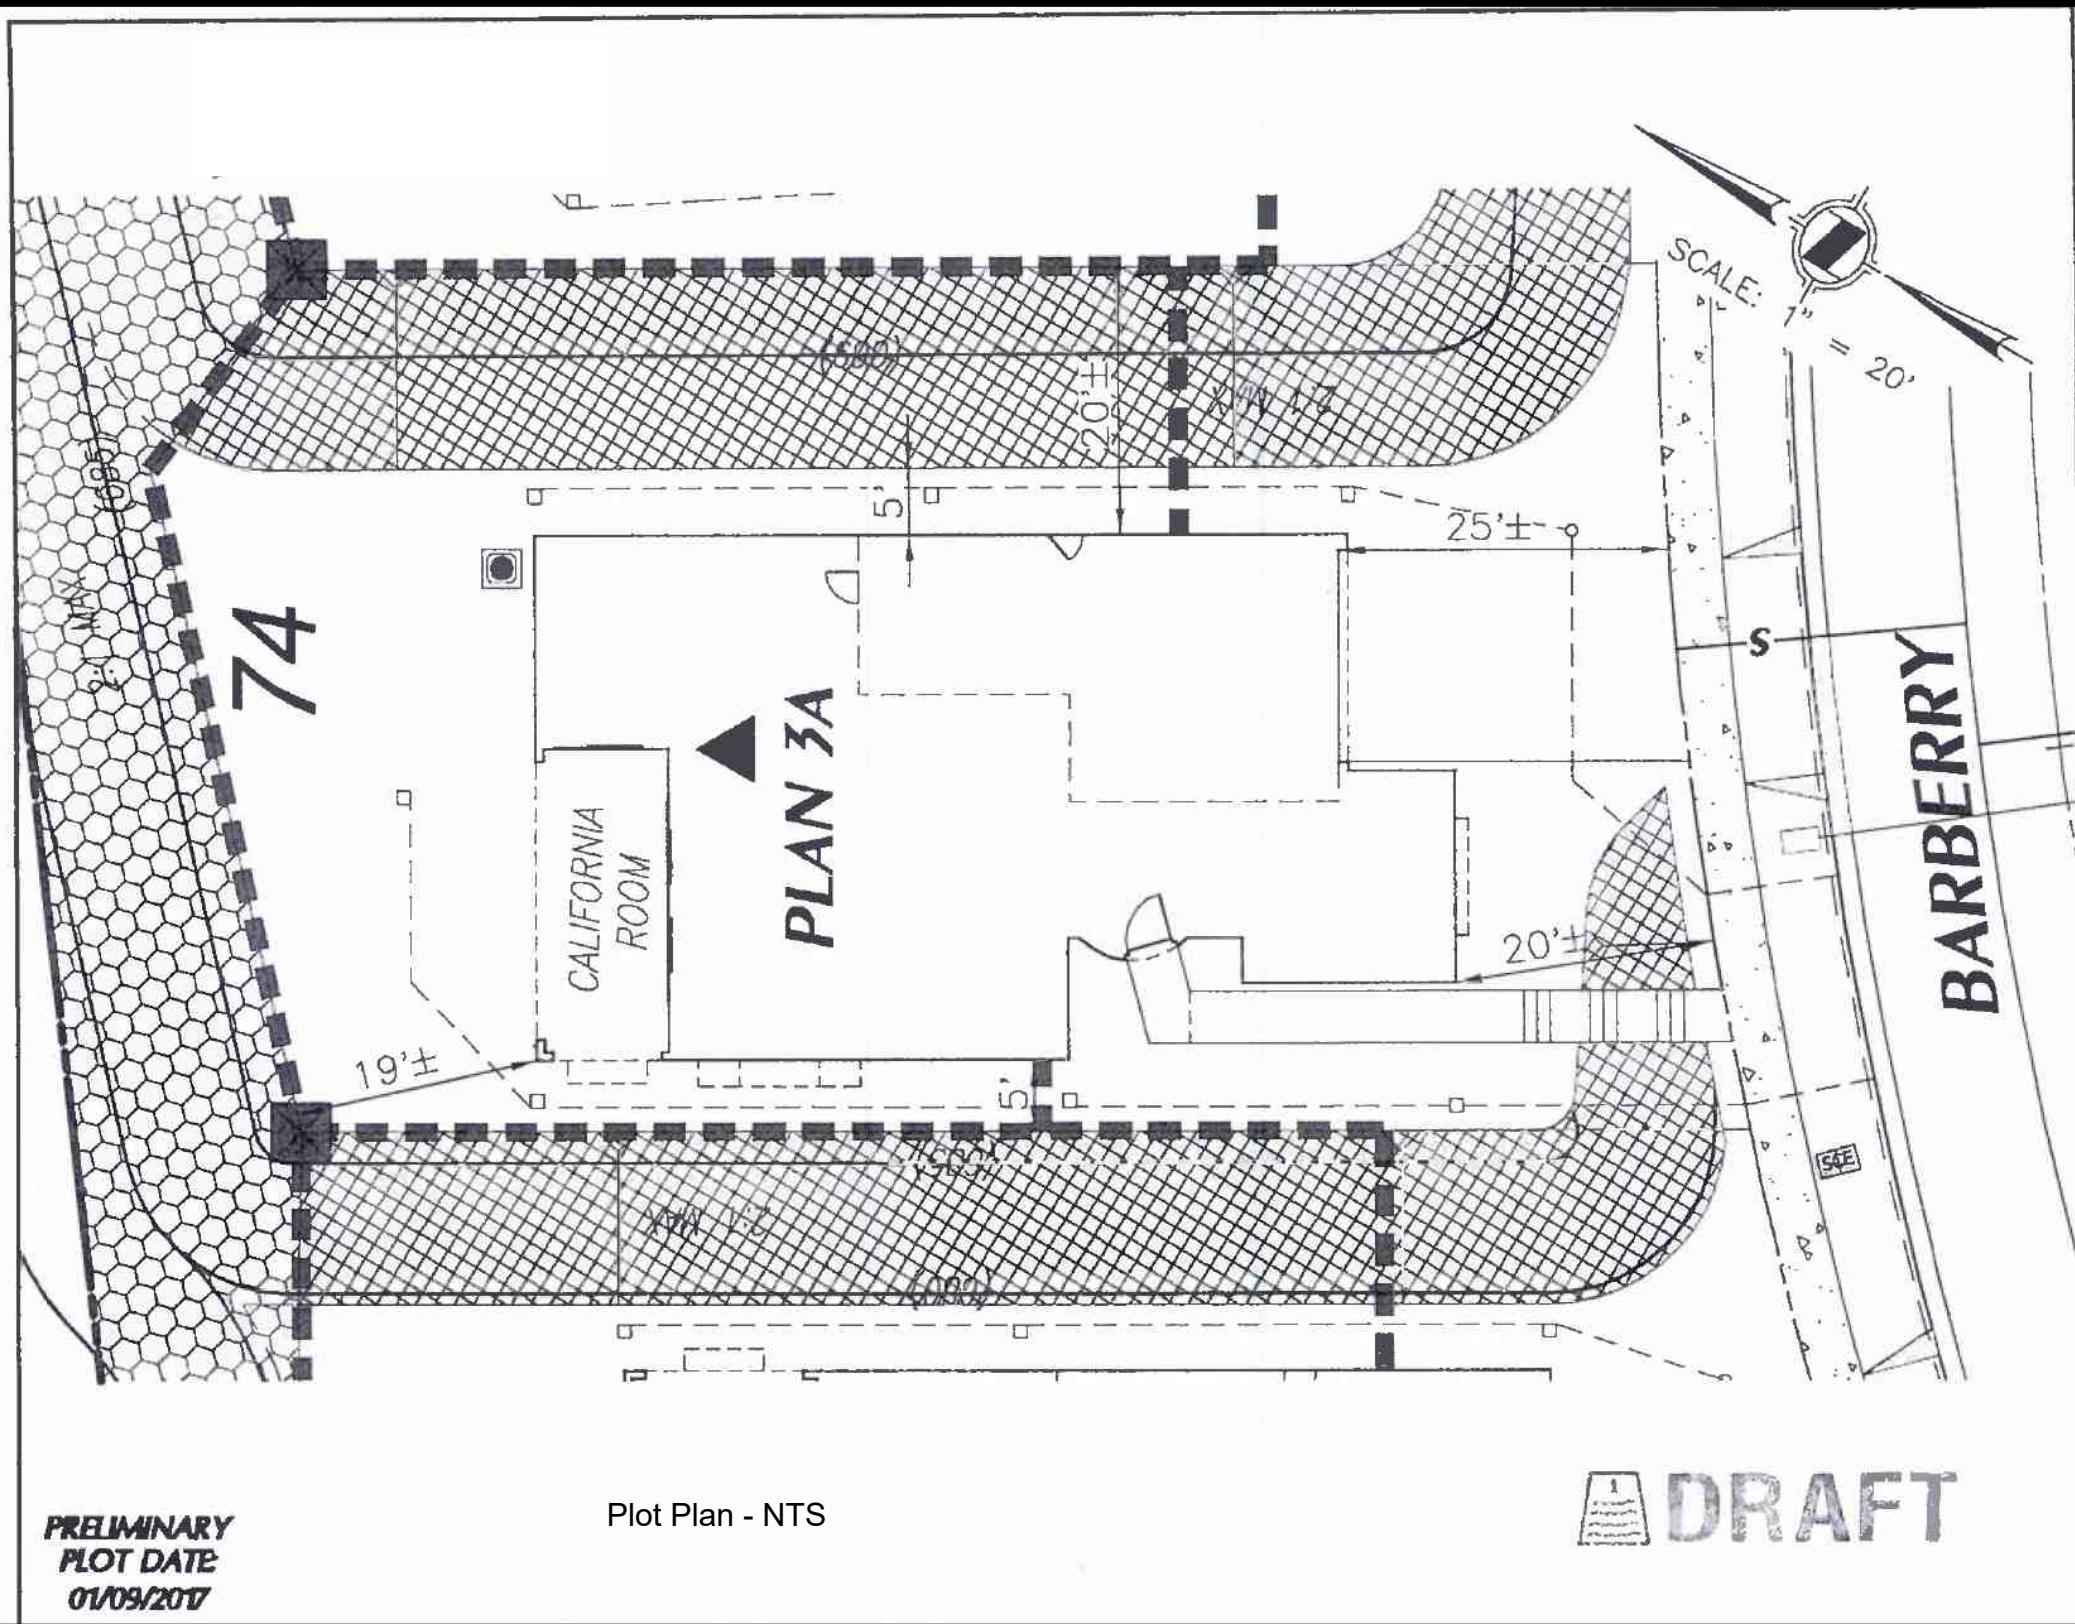 SCALE: 1" = 20'
(680)
2:1 MAX
20'±
5'
25'±
(685)
2:1 MAX
74
PLAN 3A
S
BARBERRY
CALIFORNIA
ROOM
20'±
19'±
5'
2:1 MAX
(680)
Plot Plan - NTS
DRAFT
PRELIMINARY
PLOT DATE:
01/09/2017